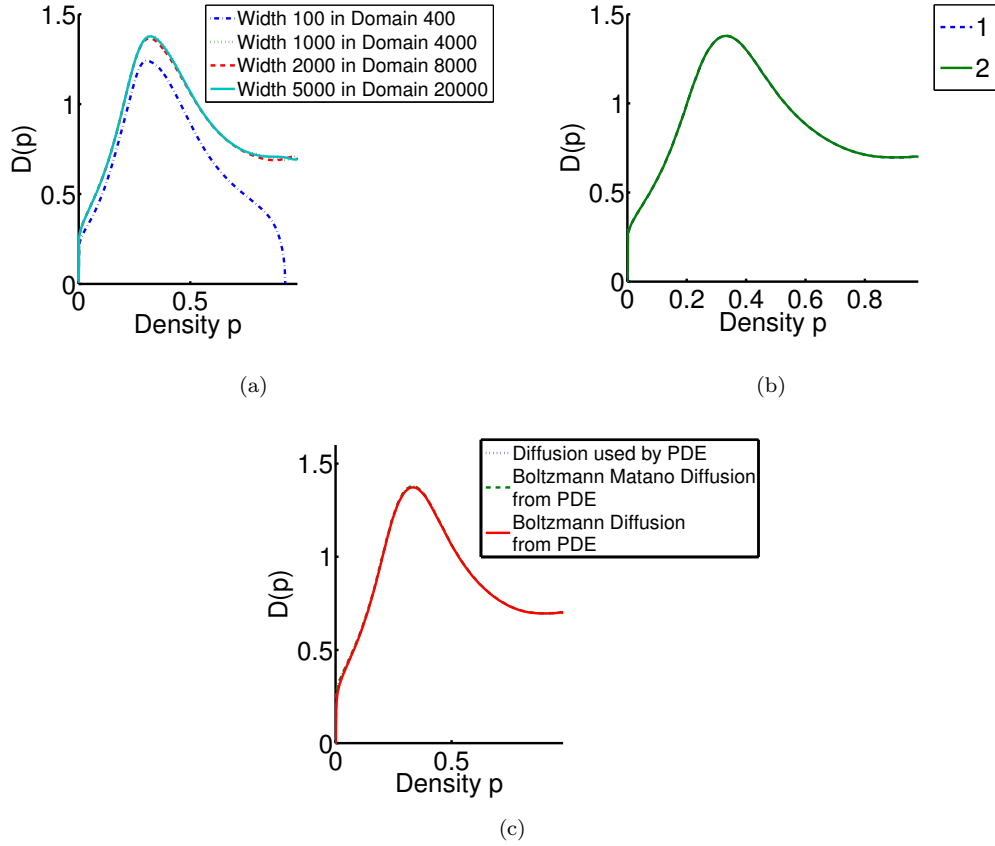 1.5
1
0.5
0
D(p)
0
0.5
Density p
Width 100 in Domain 400
Width 1000 in Domain 4000
Width 2000 in Domain 8000
Width 5000 in Domain 20000
(a)
1.5
1
0.5
0
D(p)
0
0.2
0.4
0.6
0.8
Density p
1
2
(b)
1.5
1
0.5
0
D(p)
0
0.5
Density p
Diffusion used by PDE
Boltzmann Matano Diffusion
from PDE
Boltzmann Diffusion
from PDE
(c)